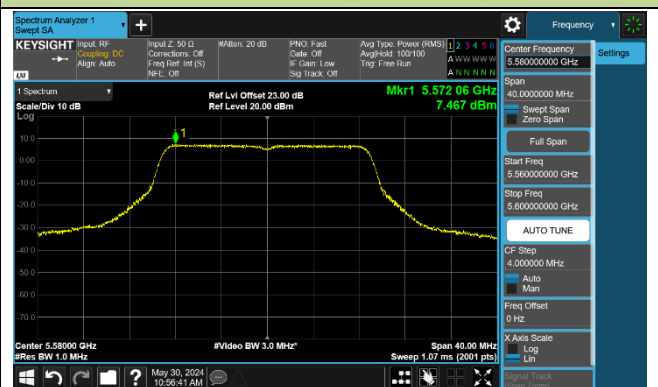 Spectrum Analyzer 1
Swept SA
Frequency
KEYSIGHT
Input: RF
Coupling: DC
Align: Auto
Input Z: 50 Ω
Corrections: Off
Freq Ref: Int (S)
NFE: Off
#Atten: 20 dB
PNO: Fast
Gate: Off
IF Gain: Low
Sig Track: Off
Avg Type: Power (RMS)
Avg|Hold: 100/100
Trig: Free Run
1 2 3 4 5 6
A W W W W W
A N N N N N
LXI
1 Spectrum
Scale/Div 10 dB
Log
Ref Lvl Offset 23.00 dB
Ref Level 20.00 dBm
Mkr1 5.572 06 GHz
7.467 dBm
1
10.0
0.00
-10.0
-20.0
-30.0
-40.0
-50.0
-60.0
-70.0
Center 5.58000 GHz
#Res BW 1.0 MHz
#Video BW 3.0 MHz*
Span 40.00 MHz
Sweep 1.07 ms (2001 pts)
May 30, 2024
10:56:41 AM
Center Frequency
5.580000000 GHz
Settings
Span
40.0000000 MHz
Swept Span
Zero Span
Full Span
Start Freq
5.560000000 GHz
Stop Freq
5.600000000 GHz
AUTO TUNE
CF Step
4.000000 MHz
Auto
Man
Freq Offset
0 Hz
X Axis Scale
Log
Lin
Signal Track
(Span Zoom)